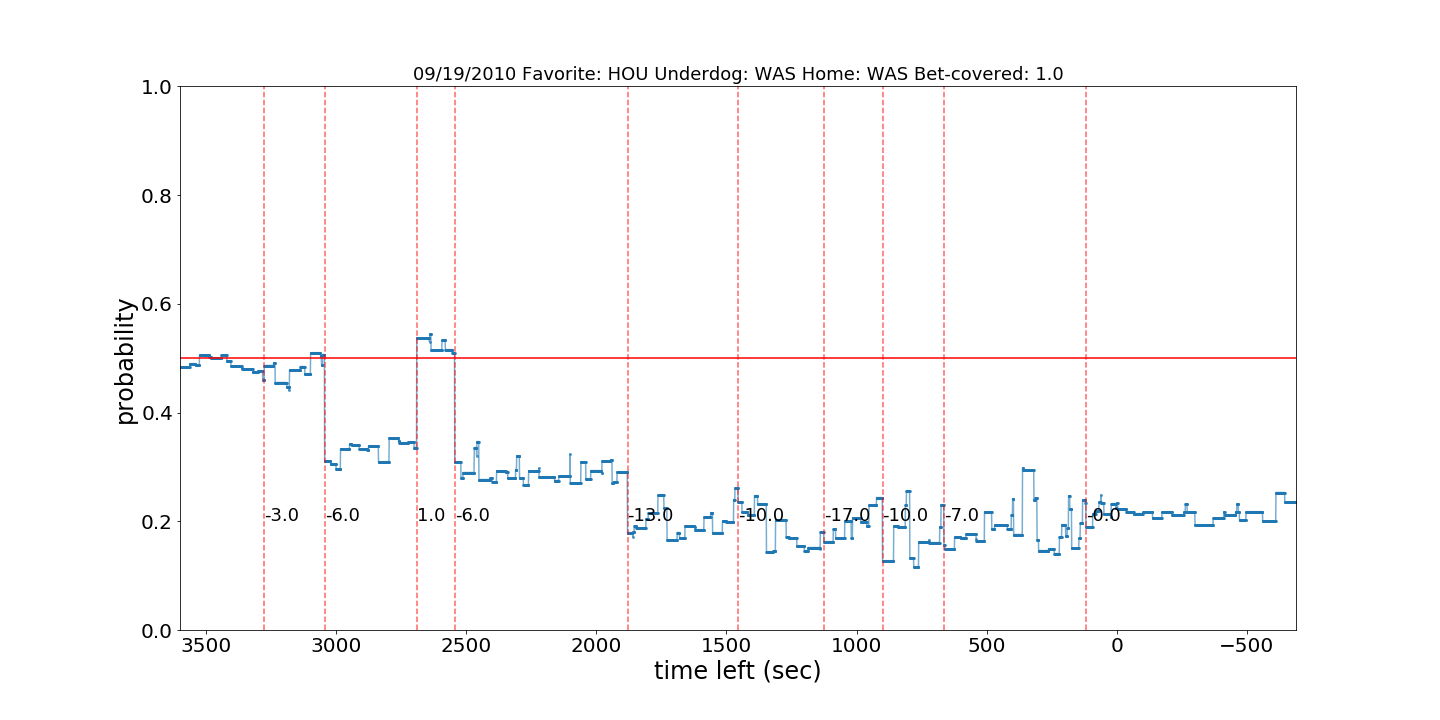 09/19/2010 Favorite: HOU Underdog: WAS Home: WAS Bet-covered: 1.0
1.0
0.8
0.6
0.4
0.2
0.0
probability
-3.0 -6.0 1.0 -6.0 -13.0 -10.0 -17.0 -10.0 -7.0 -0.0
3500 3000 2500 2000 1500 1000 500 0 −500
time left (sec)